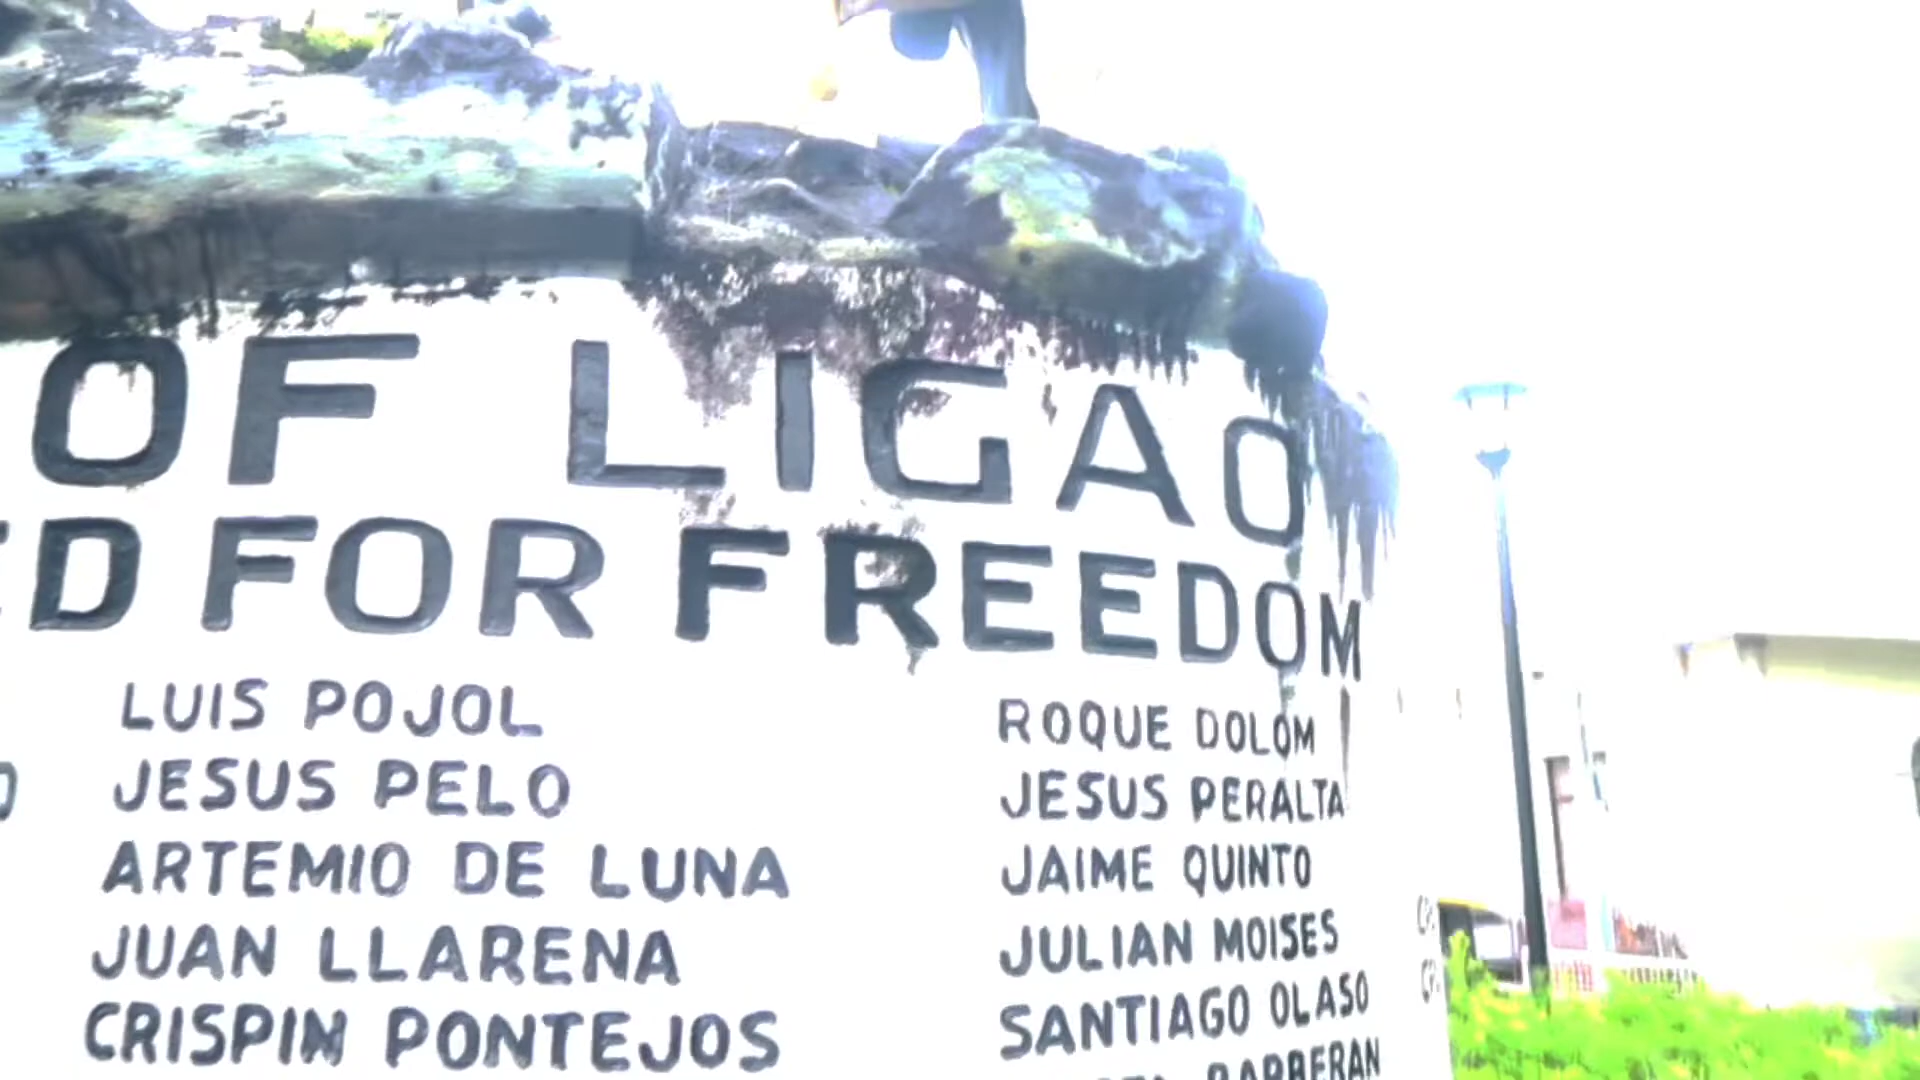 OF LIGAO
FOR FREEDOM
LUIS POJOL
JESUS PELO
ARTEMIO DE LUNA
JUAN LLARENA
CRISPIN PONTEJOS
ROQUE DOLOM
JESUS PERALTA
JAIME QUINTO
JULIAN MOISES
SANTIAGO OLASO
BARBERAN